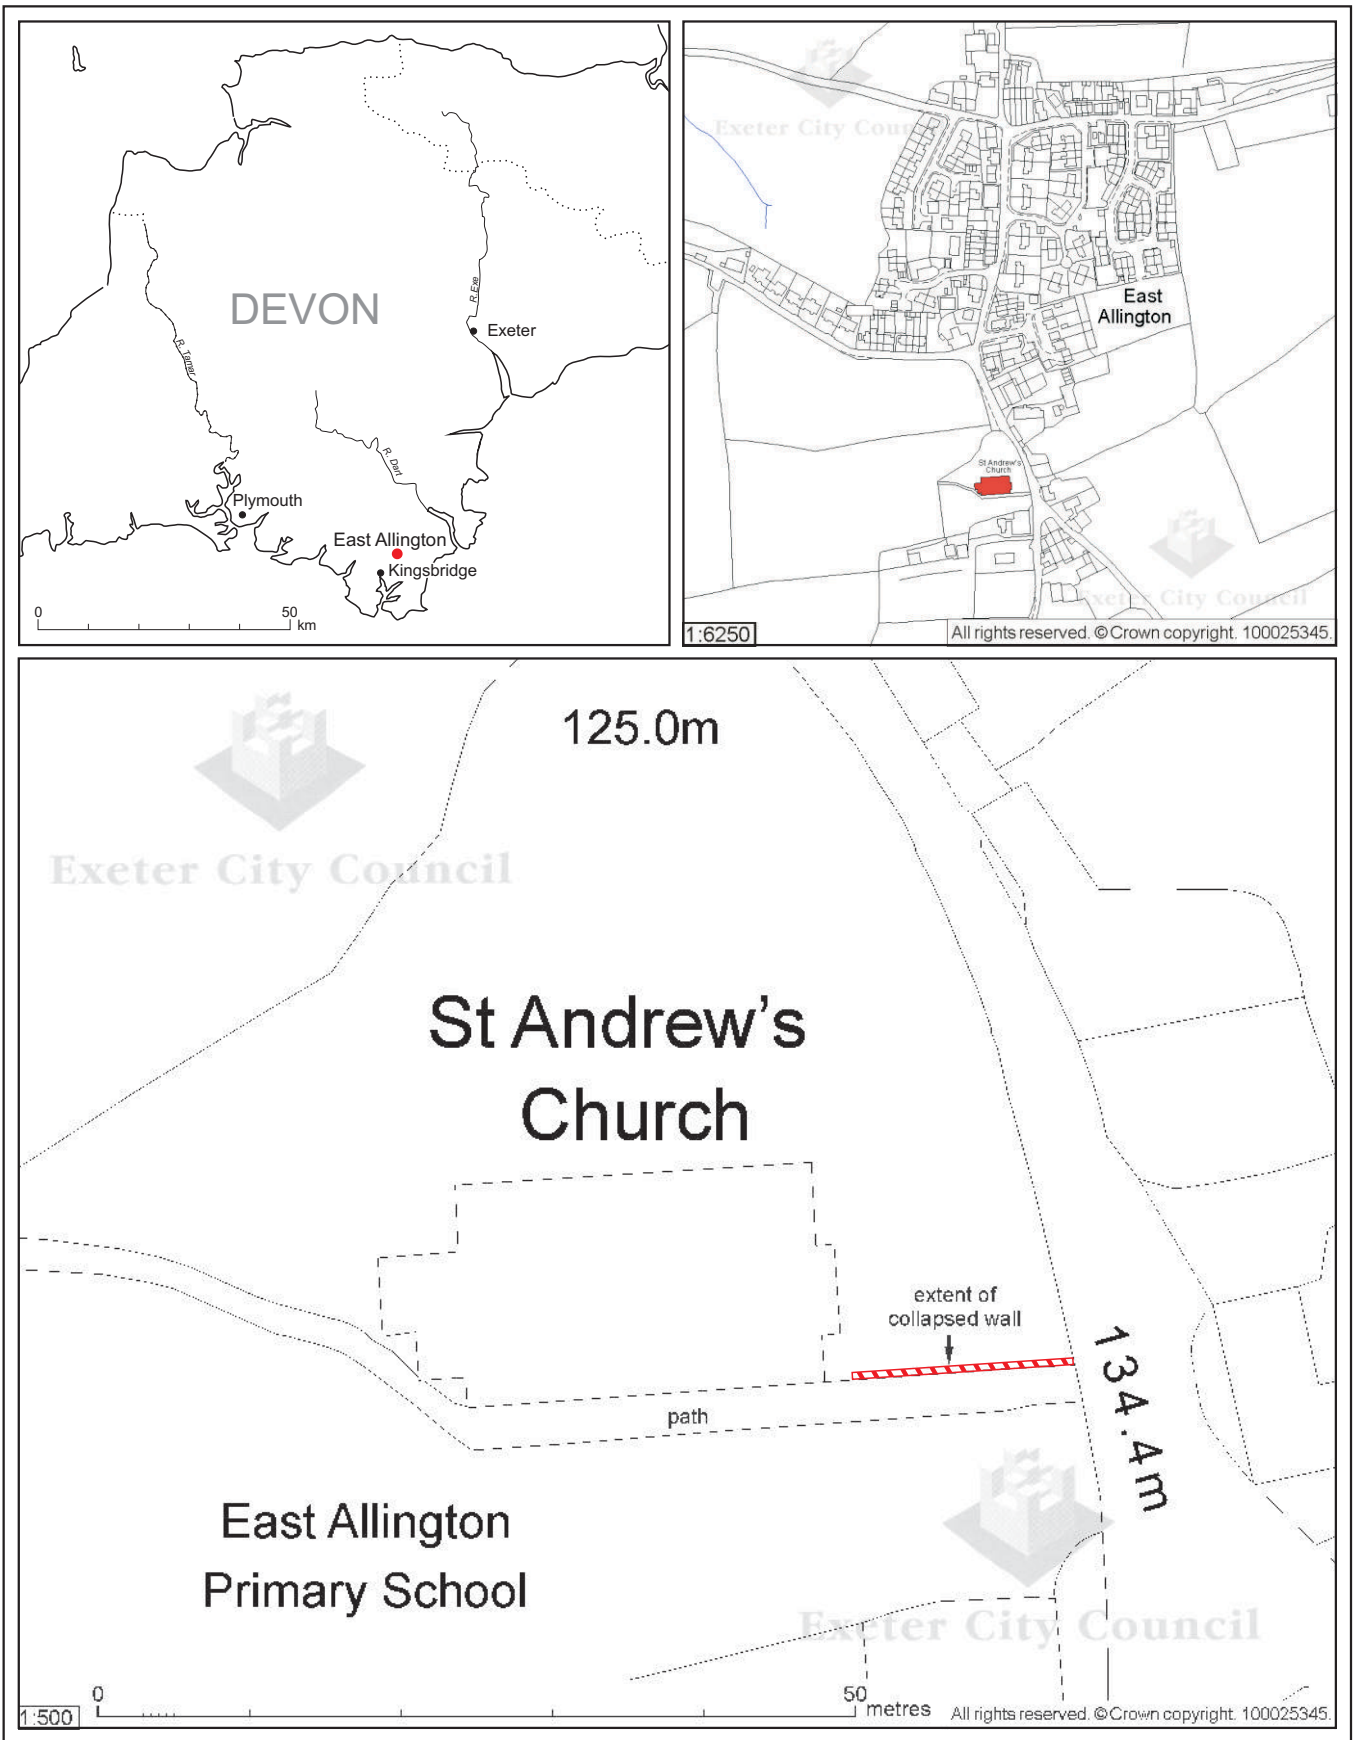 DEVON
R. Exe
Exeter
R. Tamar
R. Dart
Plymouth
East Allington
Kingsbridge
0
50
km
Exeter City Coun
East
Allington
St Andrew's
Church
Exeter City Council
1:6250
All rights reserved. © Crown copyright. 100025345.
125.0m
Exeter City Council
St Andrew's
Church
extent of
collapsed wall
134.4m
path
East Allington
Primary School
Exeter City Council
0
50
metres
1:500
All rights reserved. © Crown copyright. 100025345.